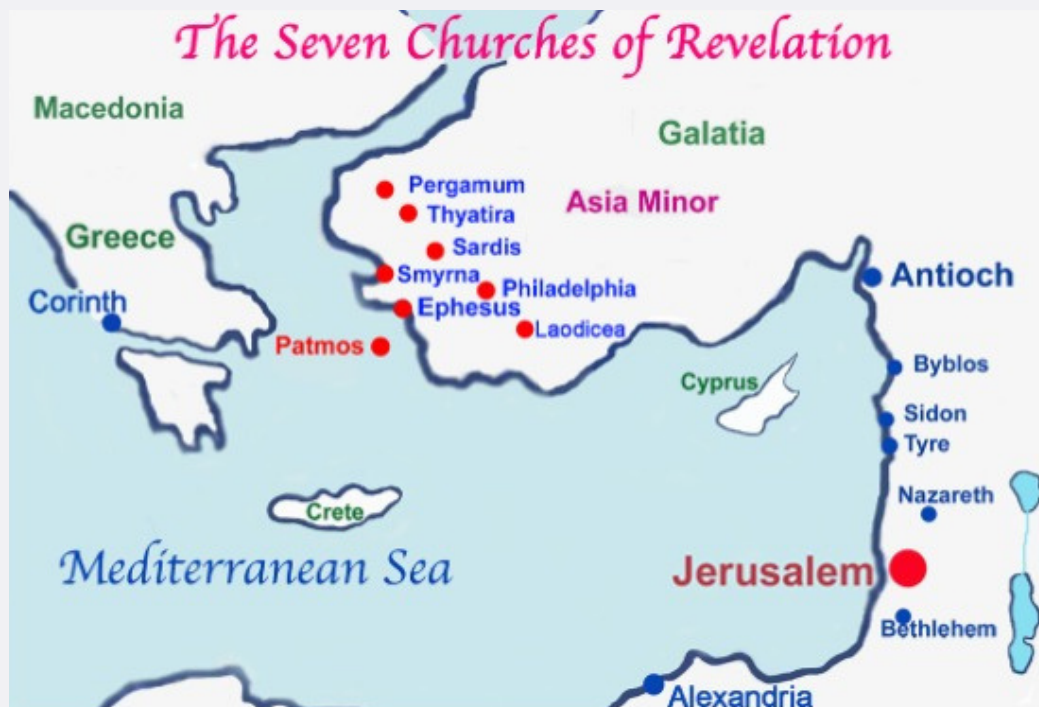 The Seven Churches of Revelation
Macedonia
Galatia
Pergamum
Asia Minor
Thyatira
Greece
Sardis
Smyrna
Antioch
Philadelphia
Corinth
Ephesus
Laodicea
Patmos
Byblos
Cyprus
Sidon
Tyre
Nazareth
Crete
Mediterranean Sea
Jerusalem
Bethlehem
Alexandria